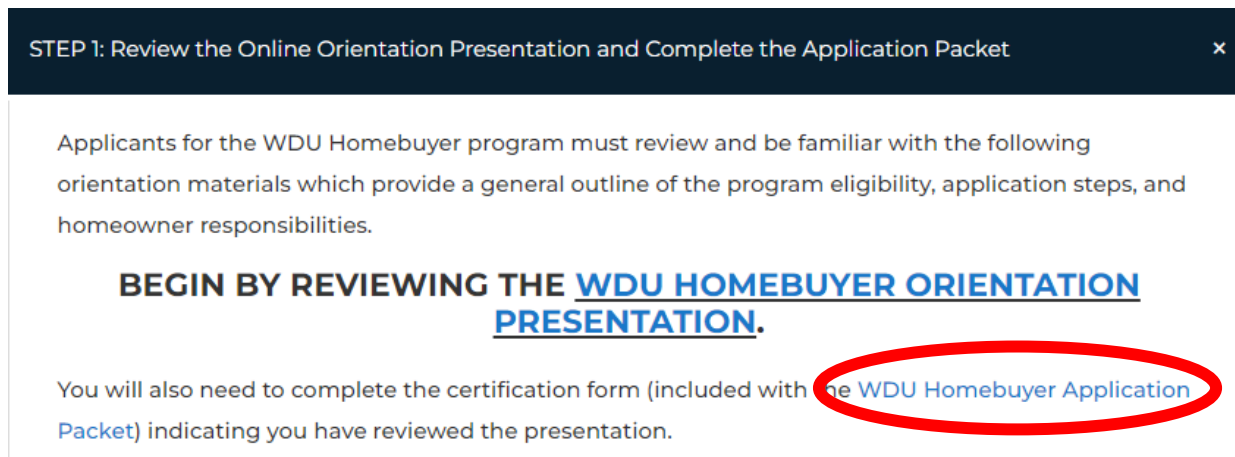 STEP 1: Review the Online Orientation Presentation and Complete the Application Packet ×
Applicants for the WDU Homebuyer program must review and be familiar with the following
orientation materials which provide a general outline of the program eligibility, application steps, and
homeowner responsibilities.
BEGIN BY REVIEWING THE WDU HOMEBUYER ORIENTATION
PRESENTATION.
You will also need to complete the certification form (included with the WDU Homebuyer Application
Packet) indicating you have reviewed the presentation.